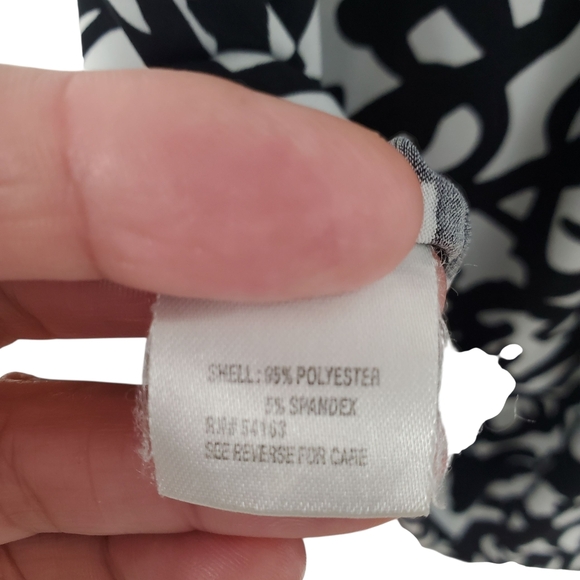 SHELL: 95% POLYESTER
5% SPANDEX
RN# 54163
SEE REVERSE FOR CARE